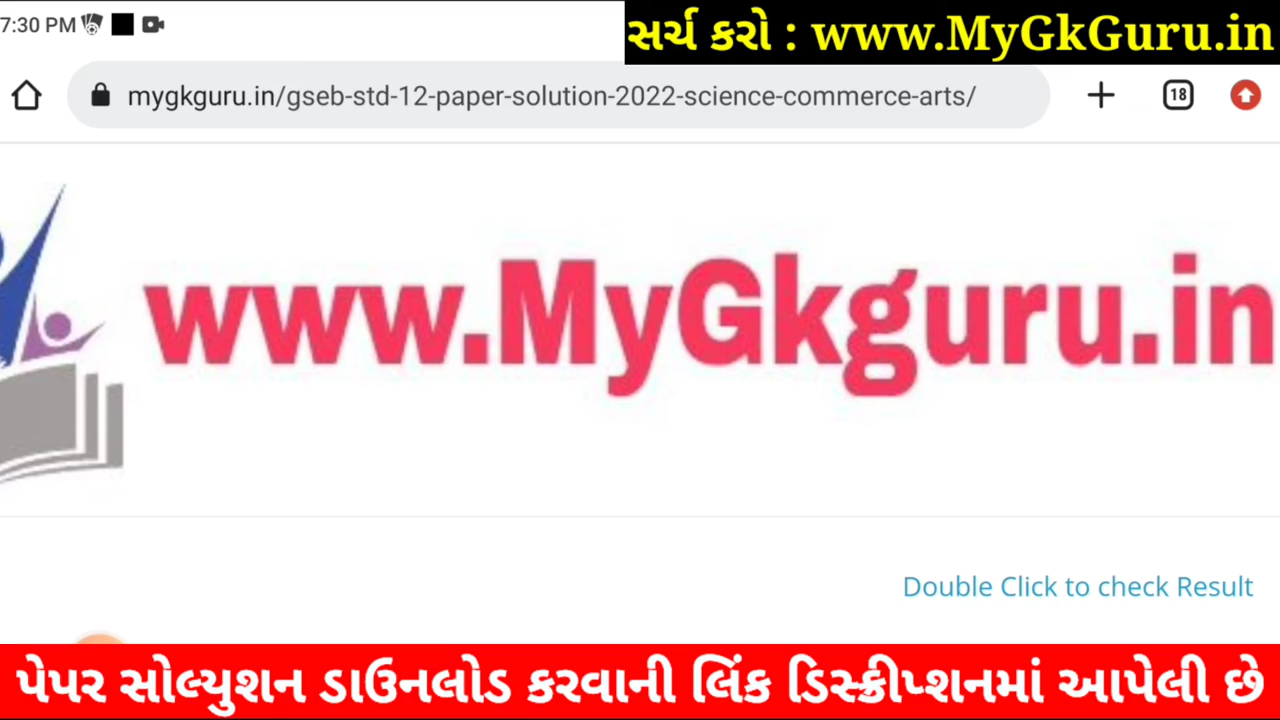 7:30 PM
સર્ચ કરો : www.MyGkGuru.in
mygkguru.in/gseb-std-12-paper-solution-2022-science-commerce-arts/
18
www.MyGkguru.in
Double Click to check Result
પેપર સોલ્યુશન ડાઉનલોડ કરવાની લિંક ડિસ્ક્રીપ્શનમાં આપેલી છે